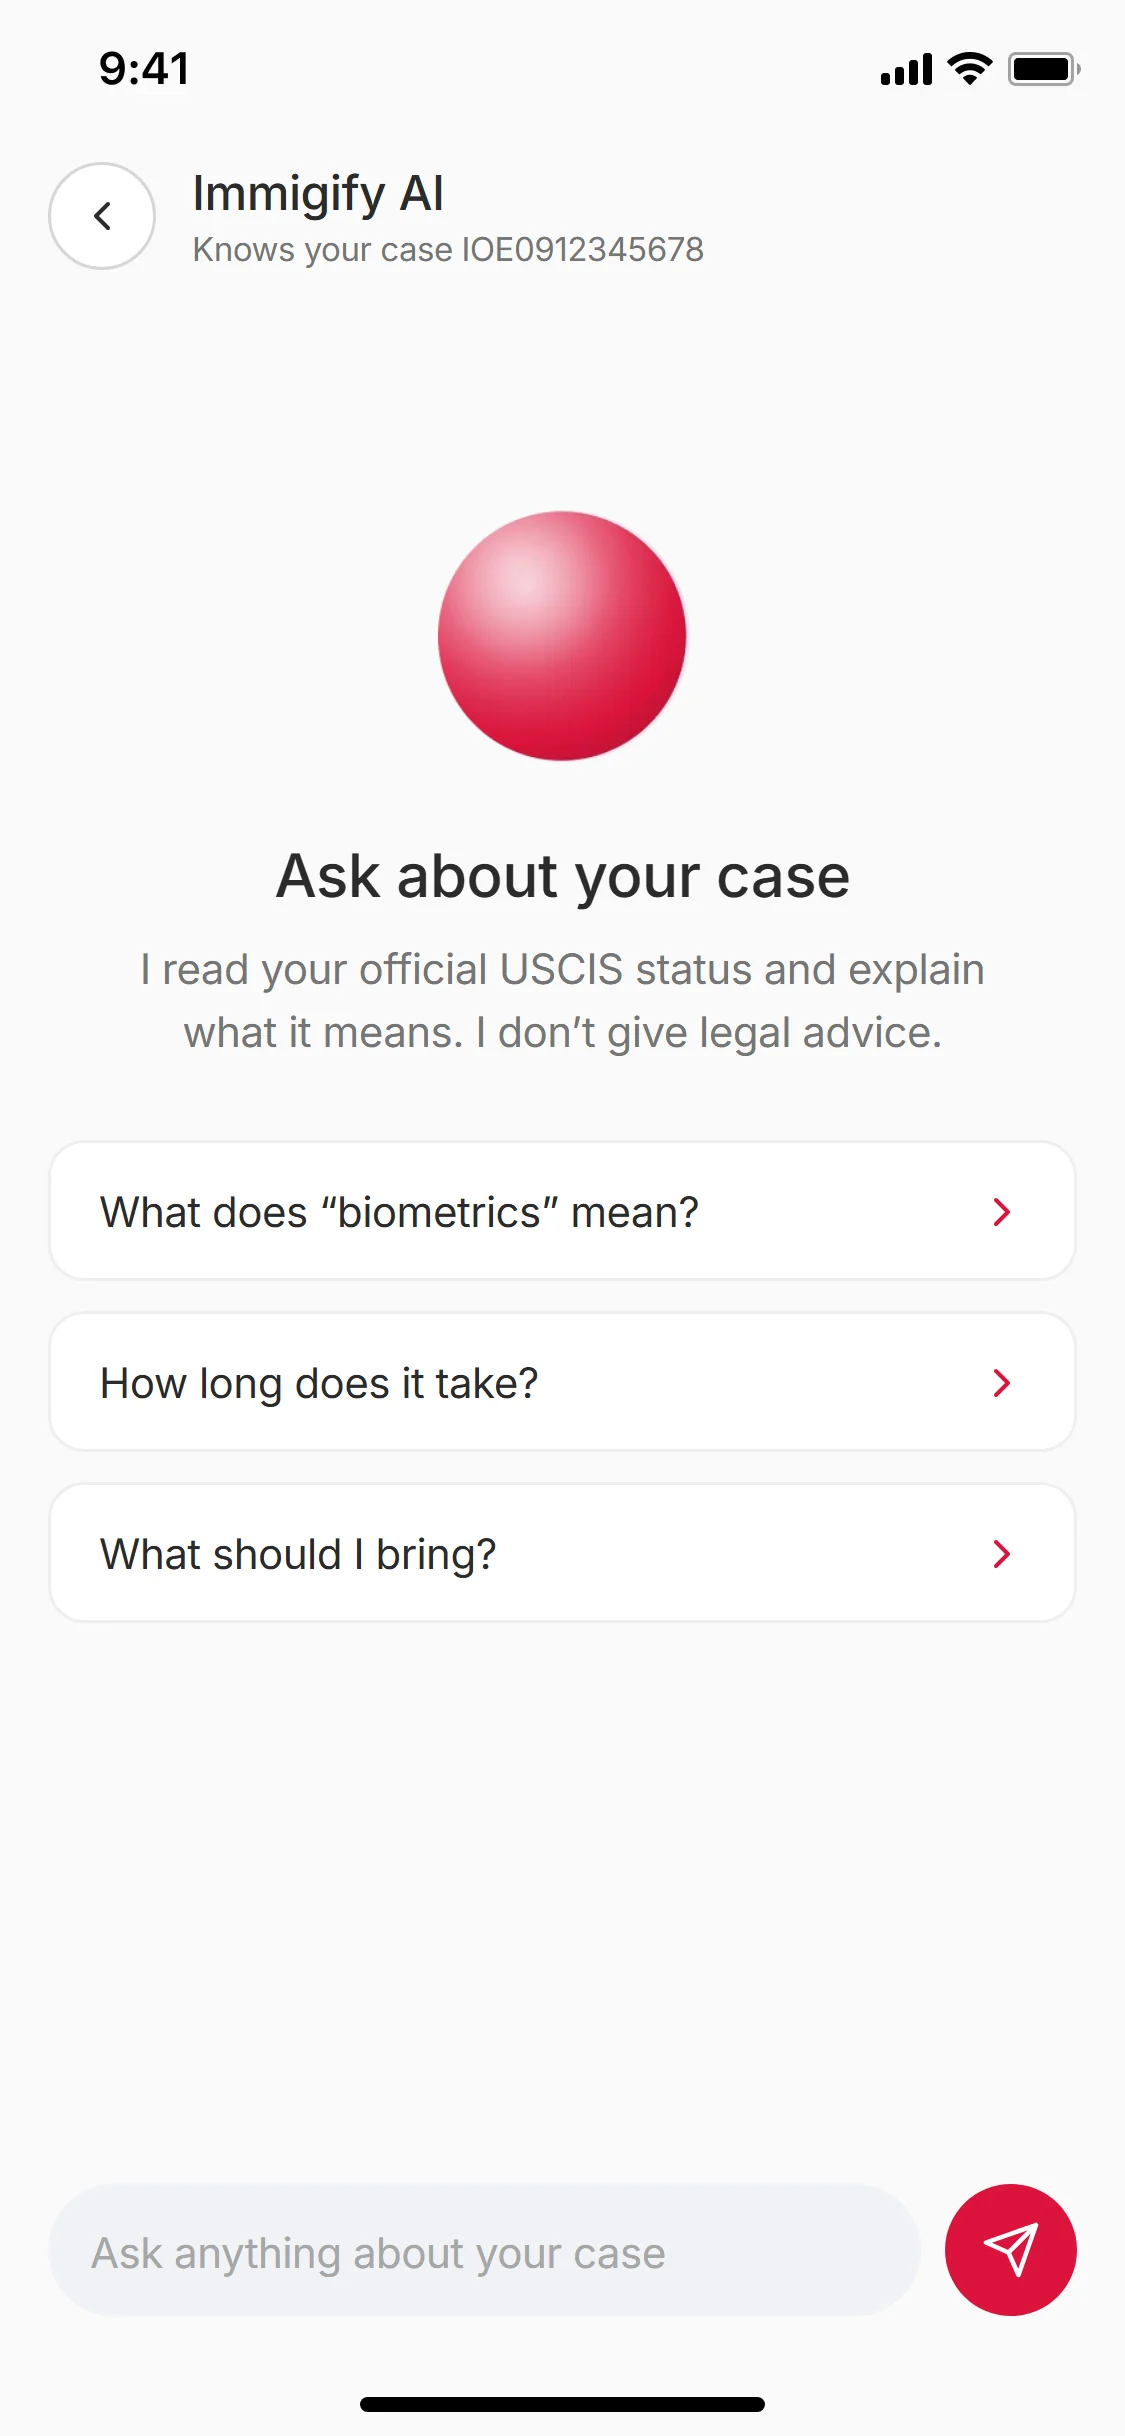 9:41
Immigify AI
Knows your case IOE0912345678
Ask about your case
I read your official USCIS status and explain
what it means. I don’t give legal advice.
What does “biometrics” mean?
How long does it take?
What should I bring?
Ask anything about your case